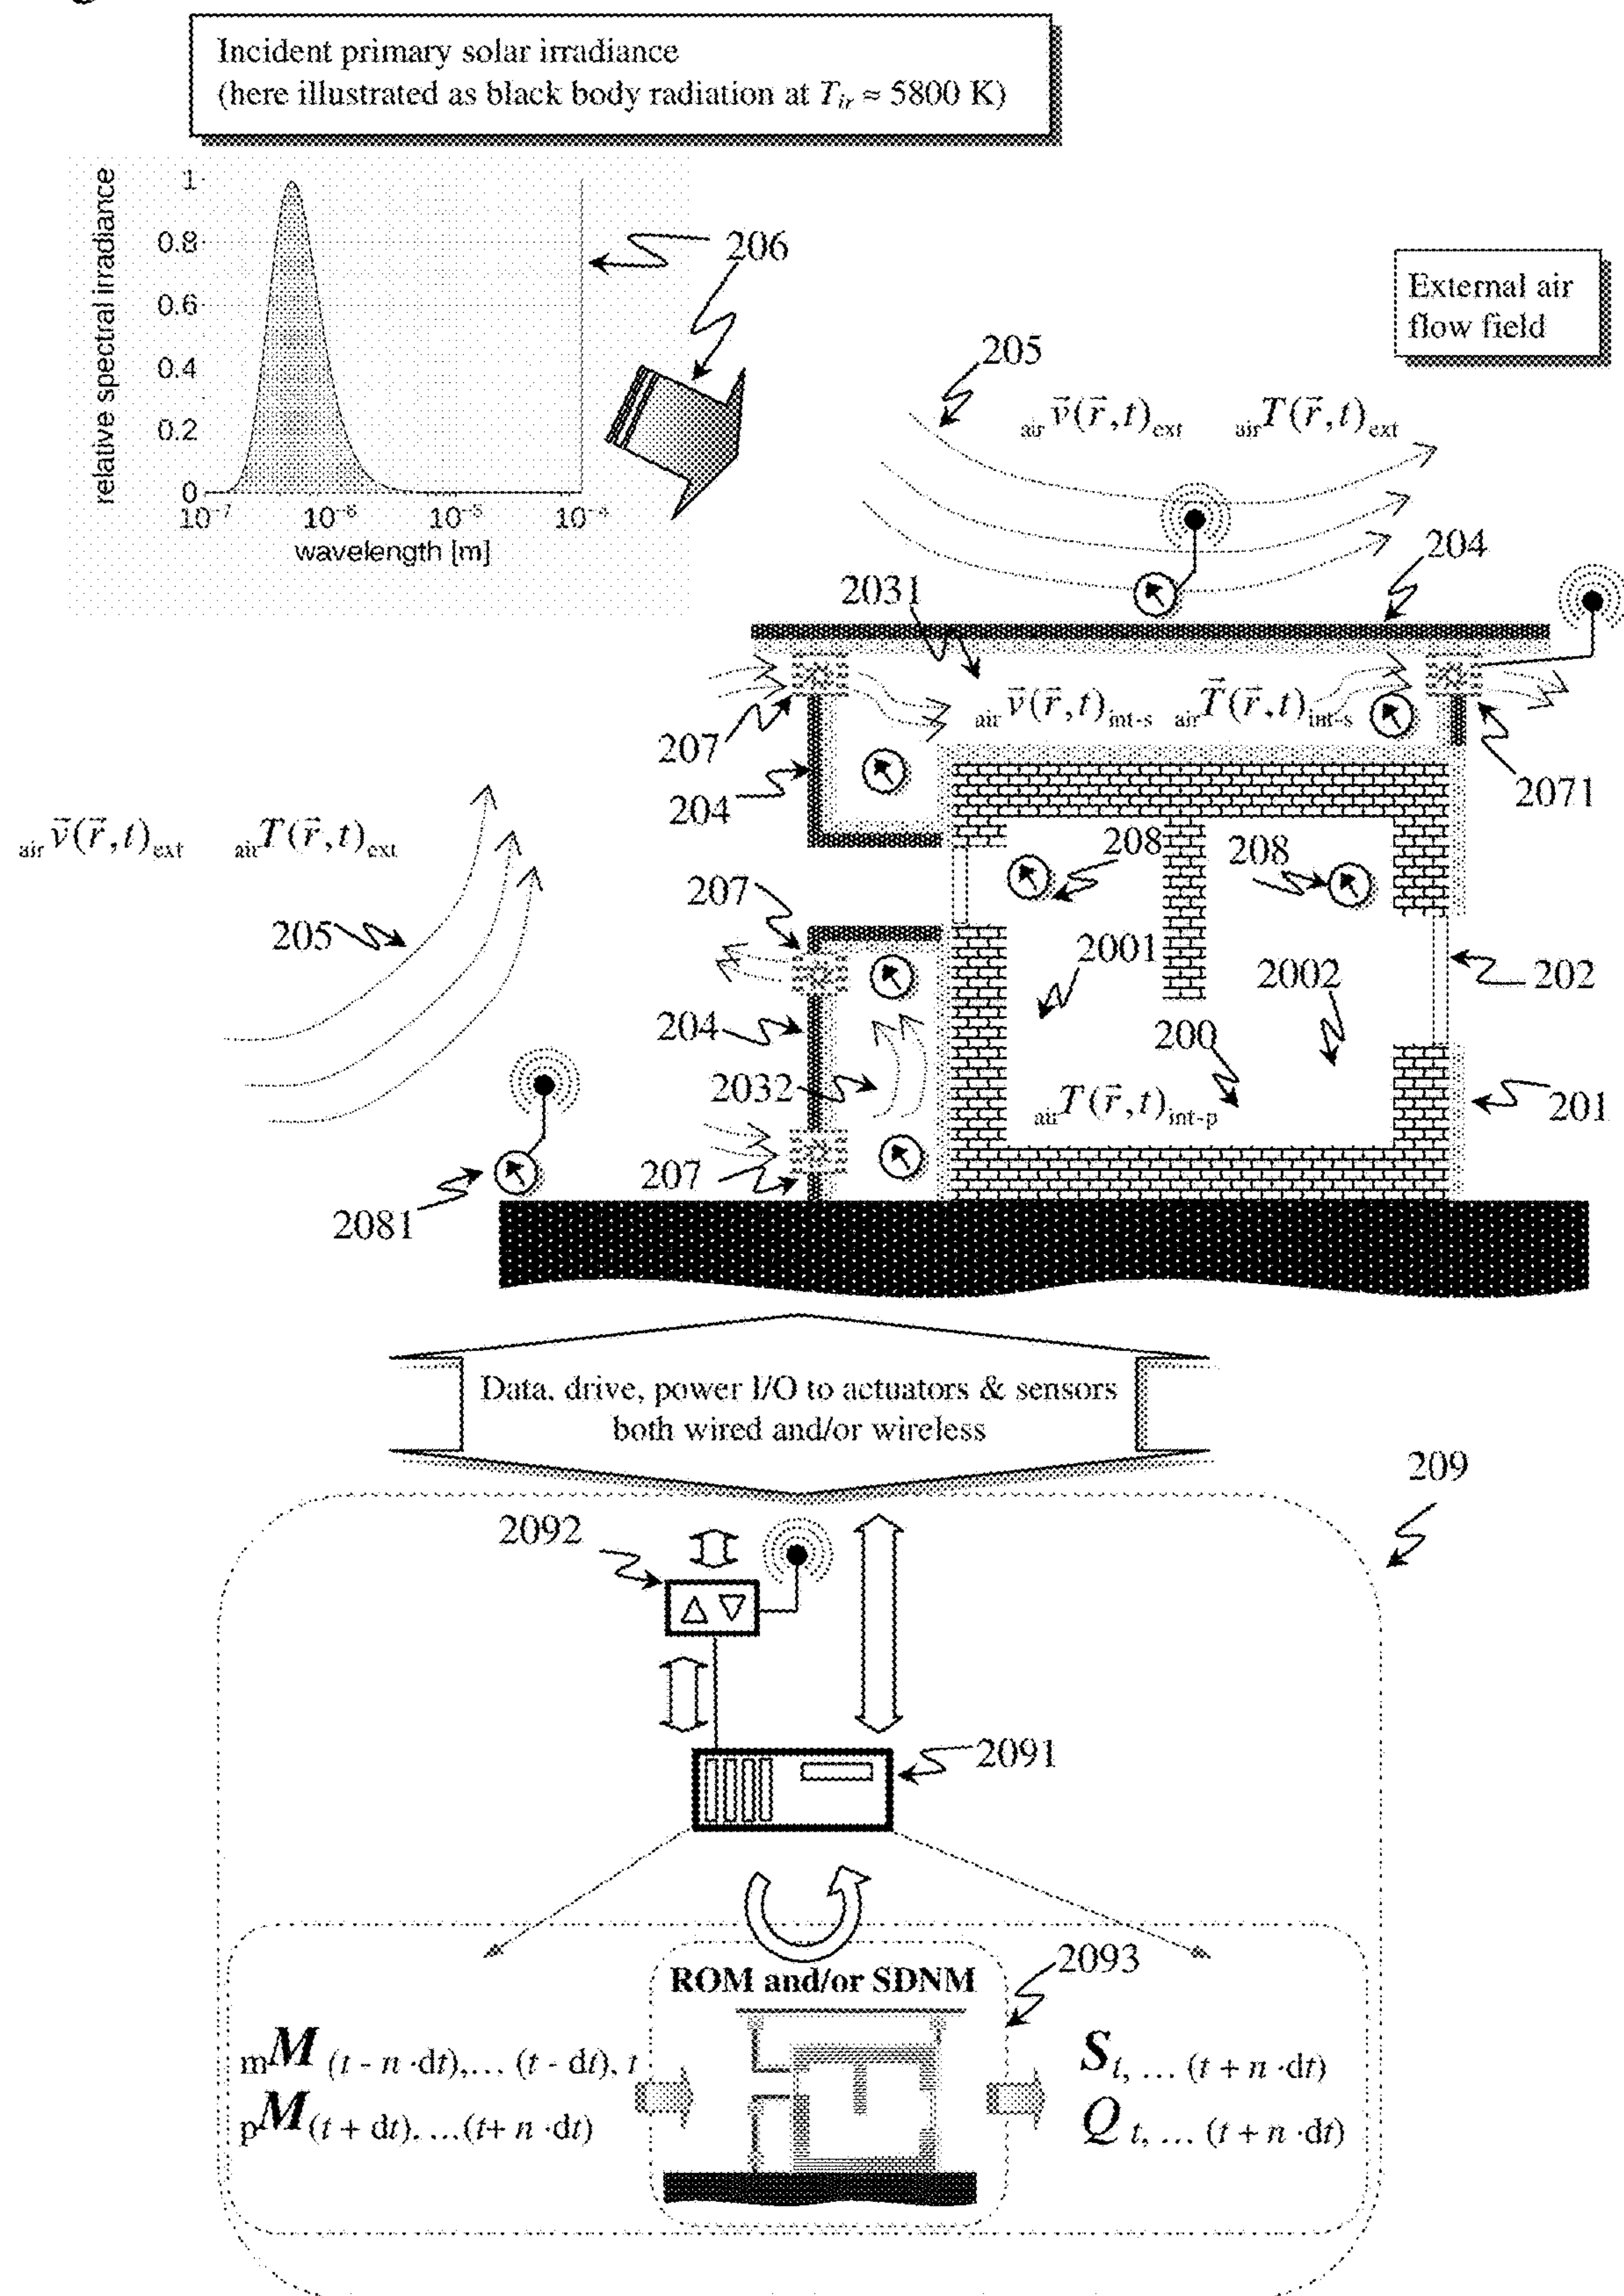 Incident primary solar irradiance
(here illustrated as black body radiation at T_ir ≈ 5800 K)
relative spectral irradiance
1
0.8
0.6
0.4
0.2
0
10⁻⁷ 10⁻⁶ 10⁻⁵ 10⁻⁴
wavelength [m]
206
External air
flow field
205
air v⃗(r⃗,t)ext air T(r⃗,t)ext
204
2031
air v⃗(r⃗,t)int-s air T⃗(r⃗,t)int-s
207
204
2071
air v⃗(r⃗,t)ext air T(r⃗,t)ext
208
208
207
205
2001
2002
202
204
200
2032
air T(r⃗,t)int-p
201
207
2081
Data, drive, power I/O to actuators & sensors
both wired and/or wireless
209
2092
2091
2093
ROM and/or SDNM
mM (t - n ·dt),… (t - dt), t
pM (t + dt), …(t+ n ·dt)
S t, … (t + n ·dt)
Q t, … (t + n ·dt)